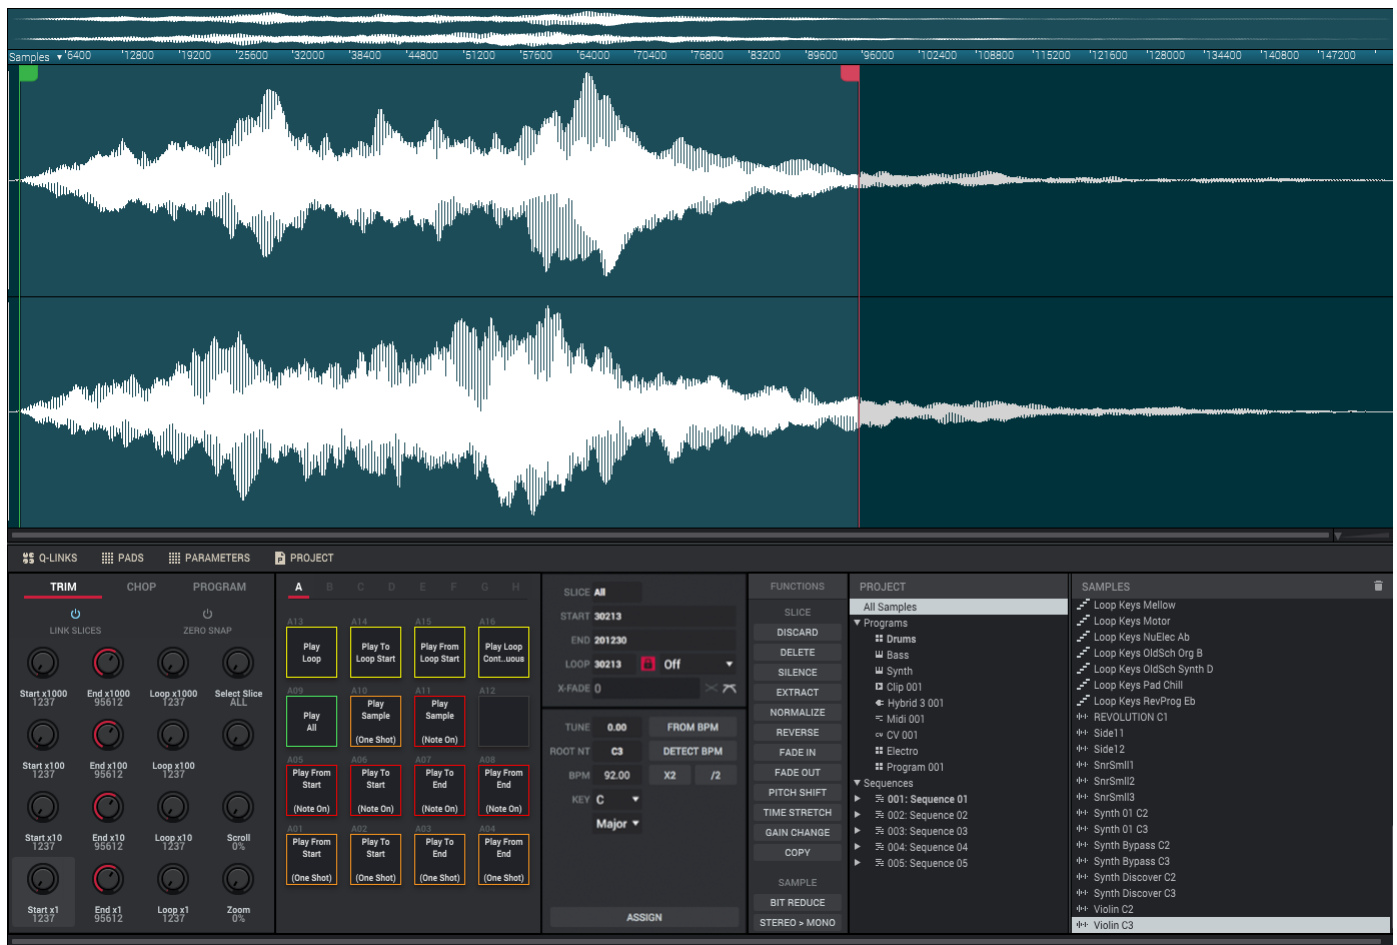 Samples ▾ '6400 '12800 '19200 '25600 '32000 '38400 '44800 '51200 '57600 '64000 '70400 '76800 '83200 '89600 '96000 '102400 '108800 '115200 '121600 '128000 '134400 '140800 '147200
Q-LINKS PADS PARAMETERS PROJECT
TRIM CHOP PROGRAM
LINK SLICES ZERO SNAP
Start x1000 End x1000 Loop x1000 Select Slice
1237 95612 1237 ALL
Start x100 End x100 Loop x100
1237 95612 1237
Start x10 End x10 Loop x10 Scroll
1237 95612 1237 0%
Start x1 End x1 Loop x1 Zoom
1237 95612 1237 0%
A B C D E F G H
A13 A14 A15 A16
Play Play To Play From Play Loop
Loop Loop Start Loop Start Cont..uous
A09 A10 A11 A12
Play Play Play
All Sample Sample
(One Shot) (Note On)
A05 A06 A07 A08
Play From Play To Play To Play From
Start Start End End
(Note On) (Note On) (Note On) (Note On)
A01 A02 A03 A04
Play From Play To Play To Play From
Start Start End End
(One Shot) (One Shot) (One Shot) (One Shot)
SLICE All
START 30213
END 201230
LOOP 30213 Off
X-FADE 0
TUNE 0.00 FROM BPM
ROOT NT C3 DETECT BPM
BPM 92.00 X2 /2
KEY C
Major
ASSIGN
FUNCTIONS
SLICE
DISCARD
DELETE
SILENCE
EXTRACT
NORMALIZE
REVERSE
FADE IN
FADE OUT
PITCH SHIFT
TIME STRETCH
GAIN CHANGE
COPY
SAMPLE
BIT REDUCE
STEREO > MONO
PROJECT
All Samples
Programs
Drums
Bass
Synth
Clip 001
Hybrid 3 001
Midi 001
CV CV 001
Electro
Program 001
Sequences
001: Sequence 01
002: Sequence 02
003: Sequence 03
004: Sequence 04
005: Sequence 05
SAMPLES
Loop Keys Mellow
Loop Keys Motor
Loop Keys NuElec Ab
Loop Keys OldSch Org B
Loop Keys OldSch Synth D
Loop Keys Pad Chill
Loop Keys RevProg Eb
REVOLUTION C1
Side11
Side12
SnrSmll1
SnrSmll2
SnrSmll3
Synth 01 C2
Synth 01 C3
Synth Bypass C2
Synth Bypass C3
Synth Discover C2
Synth Discover C3
Violin C2
Violin C3